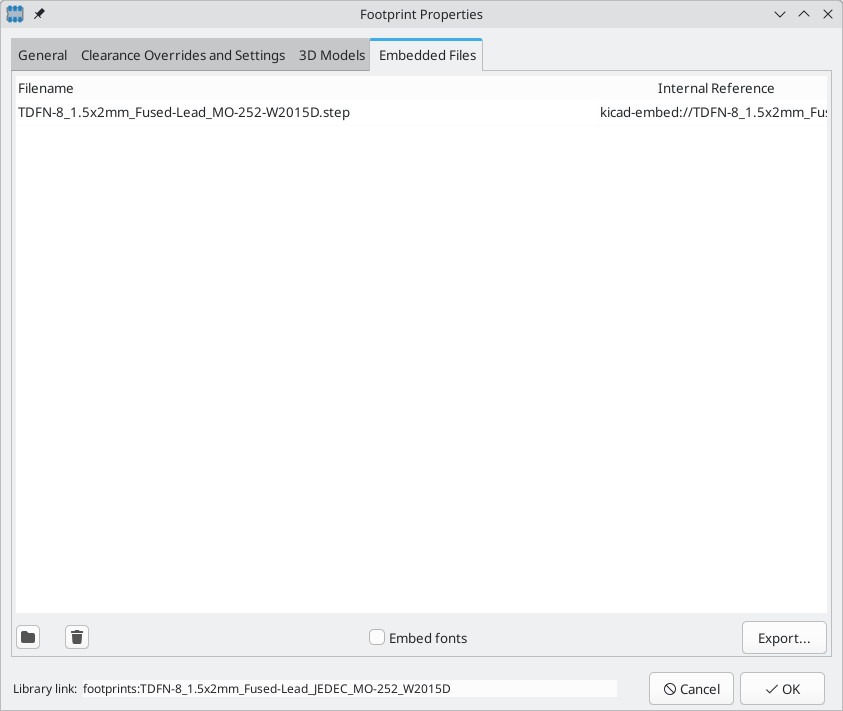 Footprint Properties
General Clearance Overrides and Settings 3D Models Embedded Files
Filename Internal Reference
TDFN-8_1.5x2mm_Fused-Lead_MO-252-W2015D.step kicad-embed://TDFN-8_1.5x2mm_Fus
Embed fonts Export...
Library link: footprints:TDFN-8_1.5x2mm_Fused-Lead_JEDEC_MO-252_W2015D Cancel OK